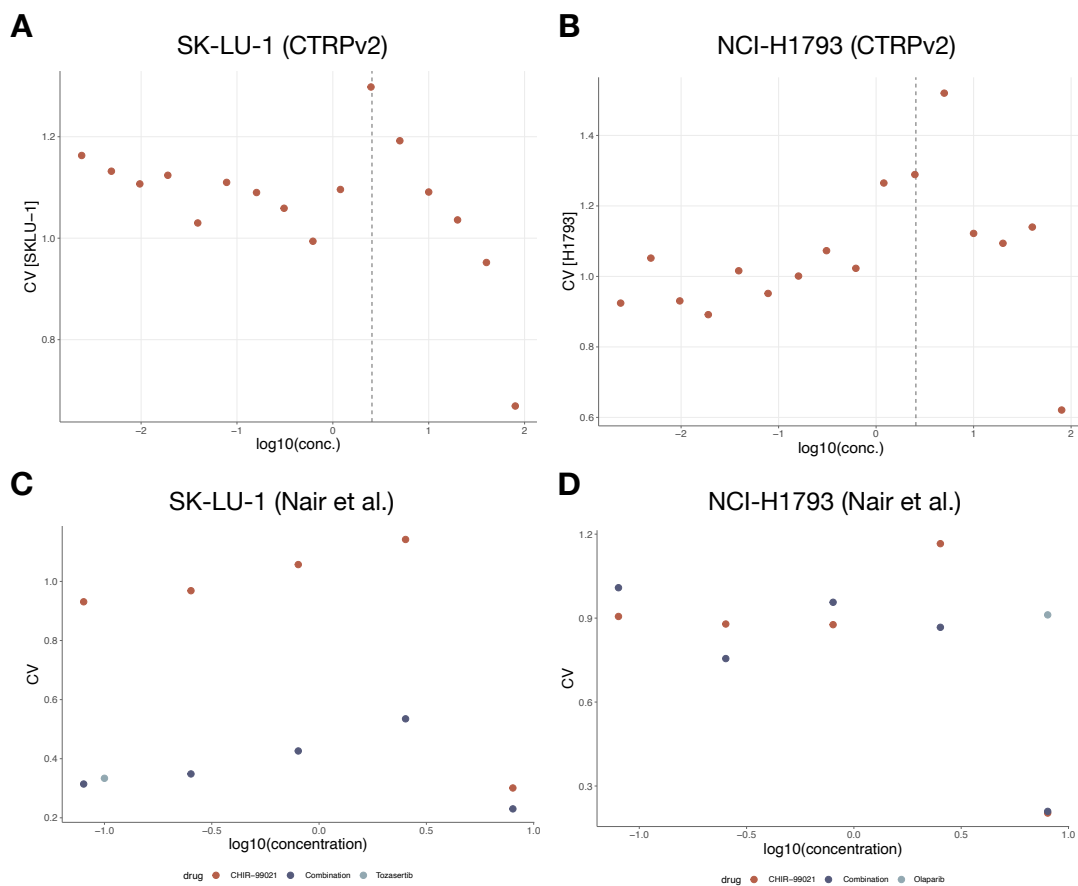 A
SK-LU-1 (CTRPv2)
CV [SKLU-1]
1.2
1.0
0.8
−2
−1
0
1
2
log10(conc.)
B
NCI-H1793 (CTRPv2)
CV [H1793]
1.4
1.2
1.0
0.8
0.6
−2
−1
0
1
2
log10(conc.)
C
SK-LU-1 (Nair et al.)
CV
1.0
0.8
0.6
0.4
0.2
−1.0
−0.5
0.0
0.5
1.0
log10(concentration)
drug CHIR−99021 Combination Tozasertib
D
NCI-H1793 (Nair et al.)
CV
1.2
0.9
0.6
0.3
−1.0
−0.5
0.0
0.5
1.0
log10(concentration)
drug CHIR−99021 Combination Olaparib